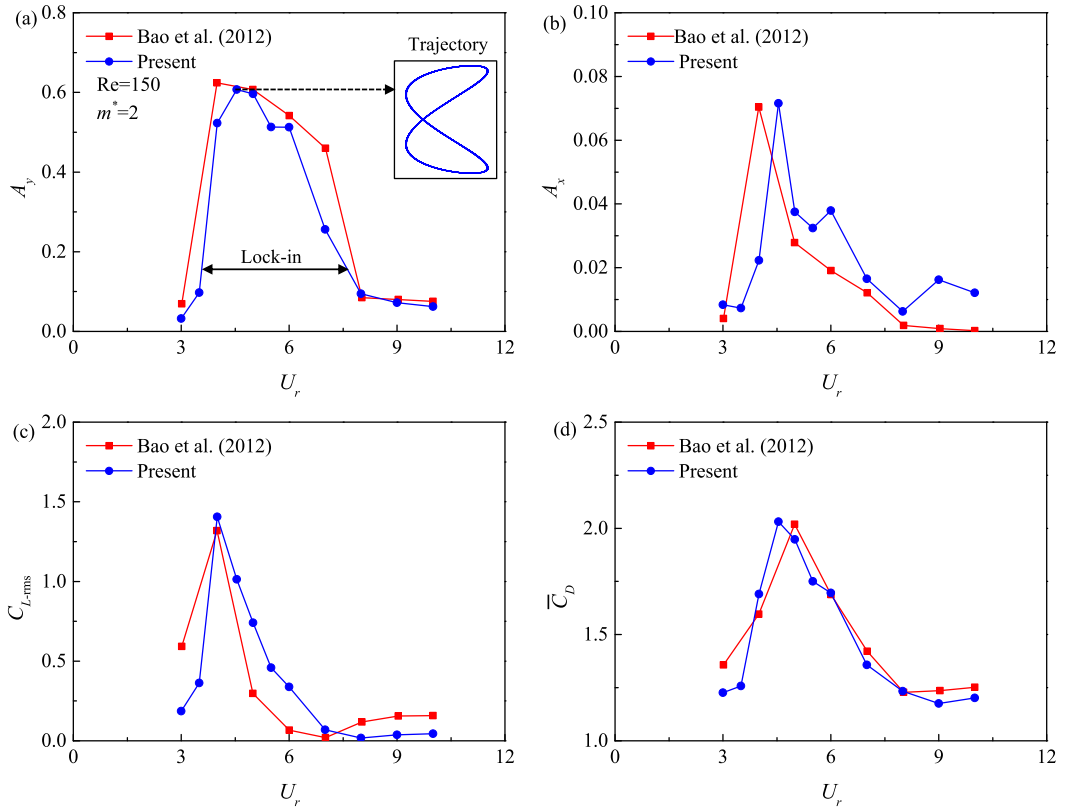 (a)
0.8
Bao et al. (2012)
Present
Re=150
m*=2
Trajectory
0.6
0.4
0.2
0.0
A_y
Lock-in
0 3 6 9 12
U_r
(b)
0.10
Bao et al. (2012)
Present
0.08
0.06
0.04
0.02
0.00
A_x
0 3 6 9 12
U_r
(c)
2.0
Bao et al. (2012)
Present
1.5
1.0
0.5
0.0
C_L-rms
0 3 6 9 12
U_r
(d)
2.5
Bao et al. (2012)
Present
2.0
1.5
1.0
C̅_D
0 3 6 9 12
U_r